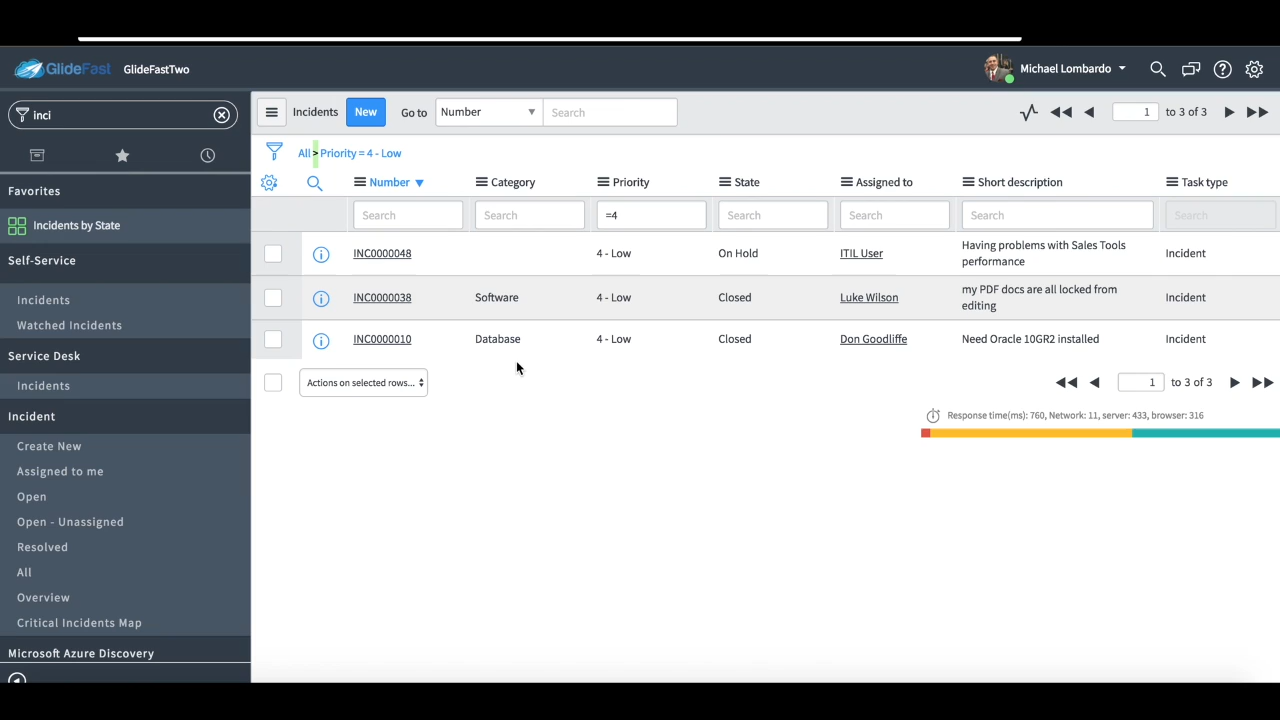 GlideFast GlideFastTwo Michael Lombardo
inci
Incidents New Go to Number Search 1 to 3 of 3
All > Priority = 4 - Low
Number Category Priority State Assigned to Short description Task type
Search Search =4 Search Search Search Search
INC0000048 4 - Low On Hold ITIL User Having problems with Sales Tools performance Incident
INC0000038 Software 4 - Low Closed Luke Wilson my PDF docs are all locked from editing Incident
INC0000010 Database 4 - Low Closed Don Goodliffe Need Oracle 10GR2 installed Incident
Actions on selected rows... 1 to 3 of 3
Response time(ms): 760, Network: 11, server: 433, browser: 316
Favorites
Incidents by State
Self-Service
Incidents
Watched Incidents
Service Desk
Incidents
Incident
Create New
Assigned to me
Open
Open - Unassigned
Resolved
All
Overview
Critical Incidents Map
Microsoft Azure Discovery